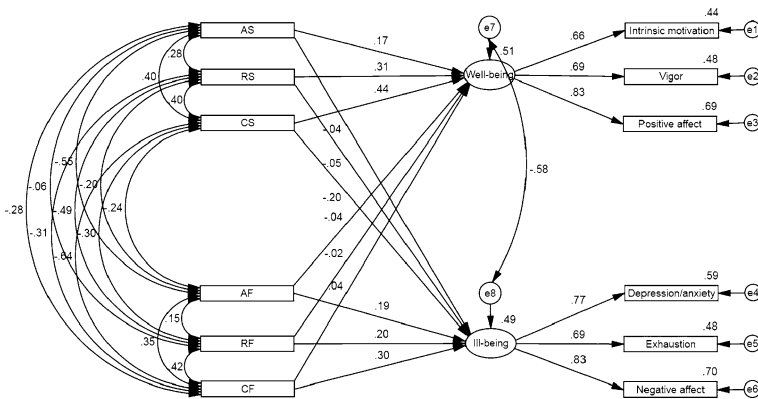 AS
RS
CS
AF
RF
CF
.28
.40
.40
-.55
-.06
-.20
-.24
-.28
-.49
-.31
-.30
-.64
.15
.35
.42
.17
.31
.44
-.04
-.05
-.20
-.04
-.02
.04
.19
.20
.30
e7
.51
Well-being
-.58
e8
.49
Ill-being
.66
.69
.83
.44
Intrinsic motivation
e1
.48
Vigor
e2
.69
Positive affect
e3
.77
.69
.83
.59
Depression/anxiety
e4
.48
Exhaustion
e5
.70
Negative affect
e6